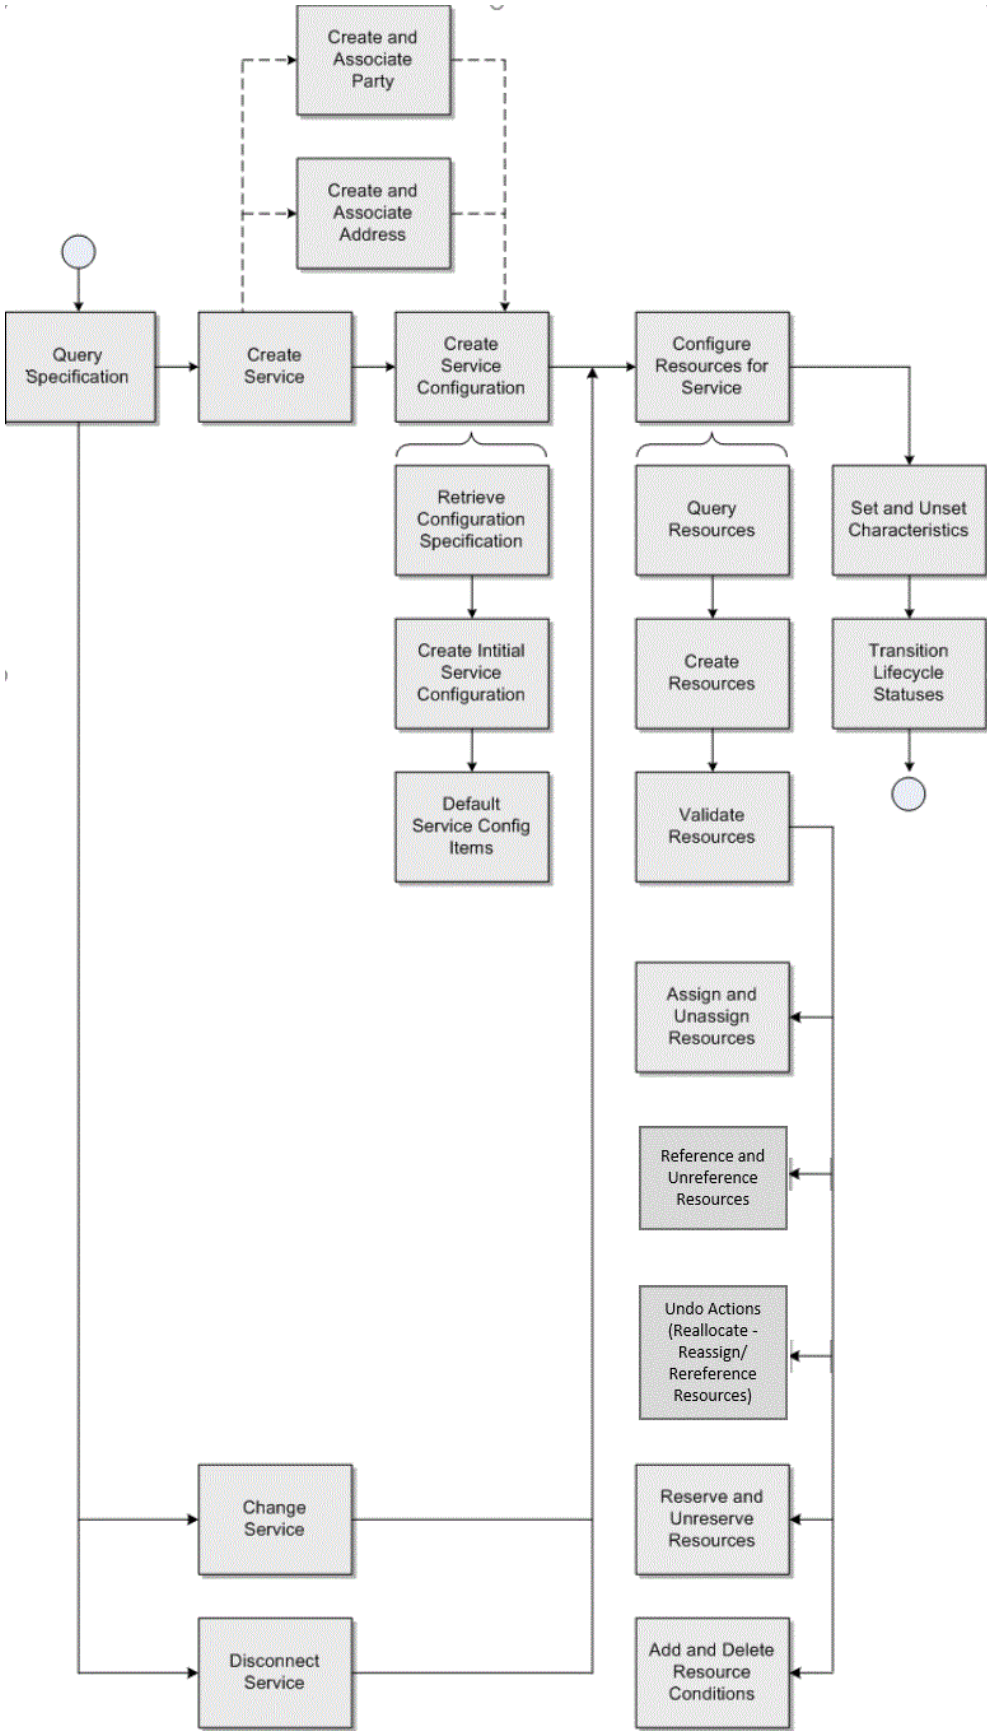 Create and
Associate
Party
Create and
Associate
Address
Query
Specification
Create
Service
Create
Service
Configuration
Configure
Resources for
Service
Retrieve
Configuration
Specification
Query
Resources
Set and Unset
Characteristics
Create Intitial
Service
Configuration
Create
Resources
Transition
Lifecycle
Statuses
Default
Service Config
Items
Validate
Resources
Assign and
Unassign
Resources
Reference and
Unreference
Resources
Undo Actions
(Reallocate -
Reassign/
Rereference
Resources)
Change
Service
Reserve and
Unreserve
Resources
Disconnect
Service
Add and Delete
Resource
Conditions